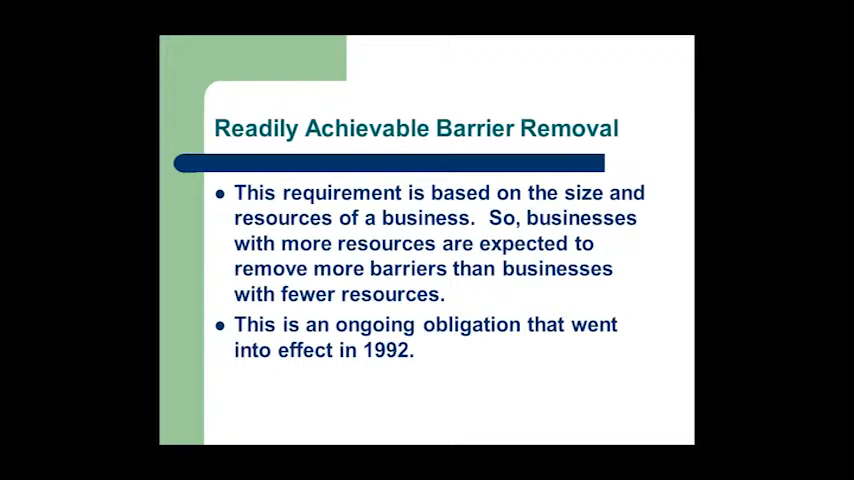 Readily Achievable Barrier Removal
● This requirement is based on the size and
resources of a business.  So, businesses
with more resources are expected to
remove more barriers than businesses
with fewer resources.
● This is an ongoing obligation that went
into effect in 1992.